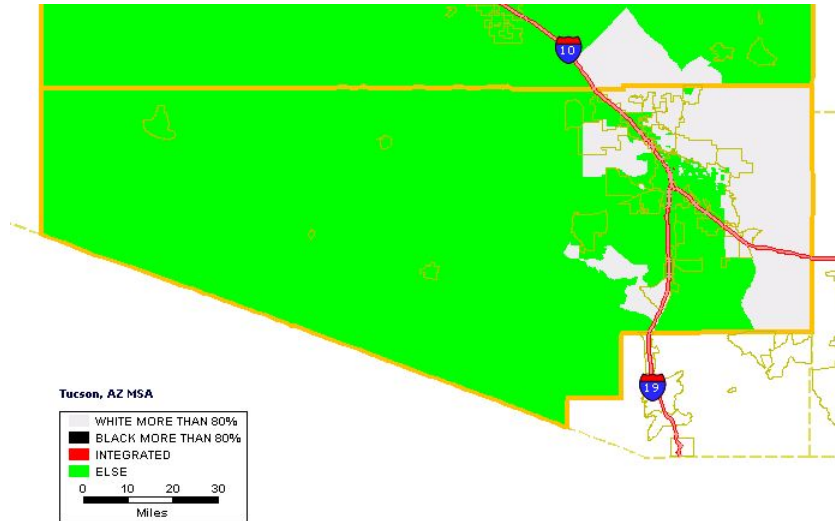 10
19
Tucson, AZ MSA
WHITE MORE THAN 80%
BLACK MORE THAN 80%
INTEGRATED
ELSE
0 10 20 30
Miles